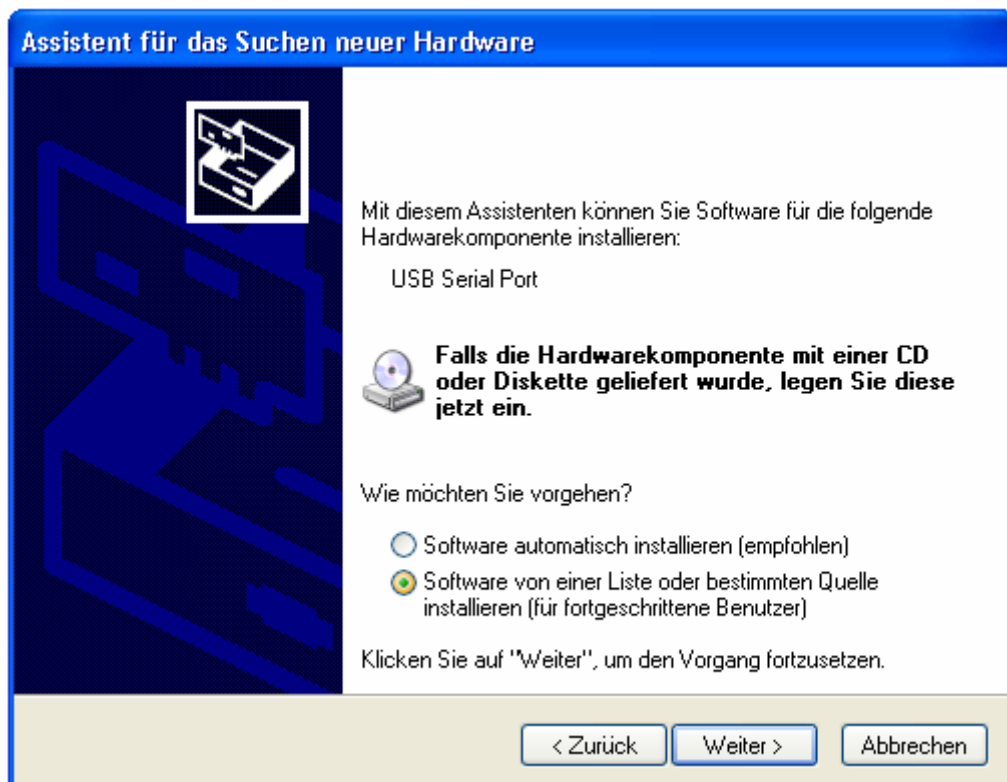 Assistent für das Suchen neuer Hardware
Mit diesem Assistenten können Sie Software für die folgende
Hardwarekomponente installieren:
USB Serial Port
Falls die Hardwarekomponente mit einer CD
oder Diskette geliefert wurde, legen Sie diese
jetzt ein.
Wie möchten Sie vorgehen?
Software automatisch installieren (empfohlen)
Software von einer Liste oder bestimmten Quelle
installieren (für fortgeschrittene Benutzer)
Klicken Sie auf "Weiter", um den Vorgang fortzusetzen.
< Zurück Weiter > Abbrechen